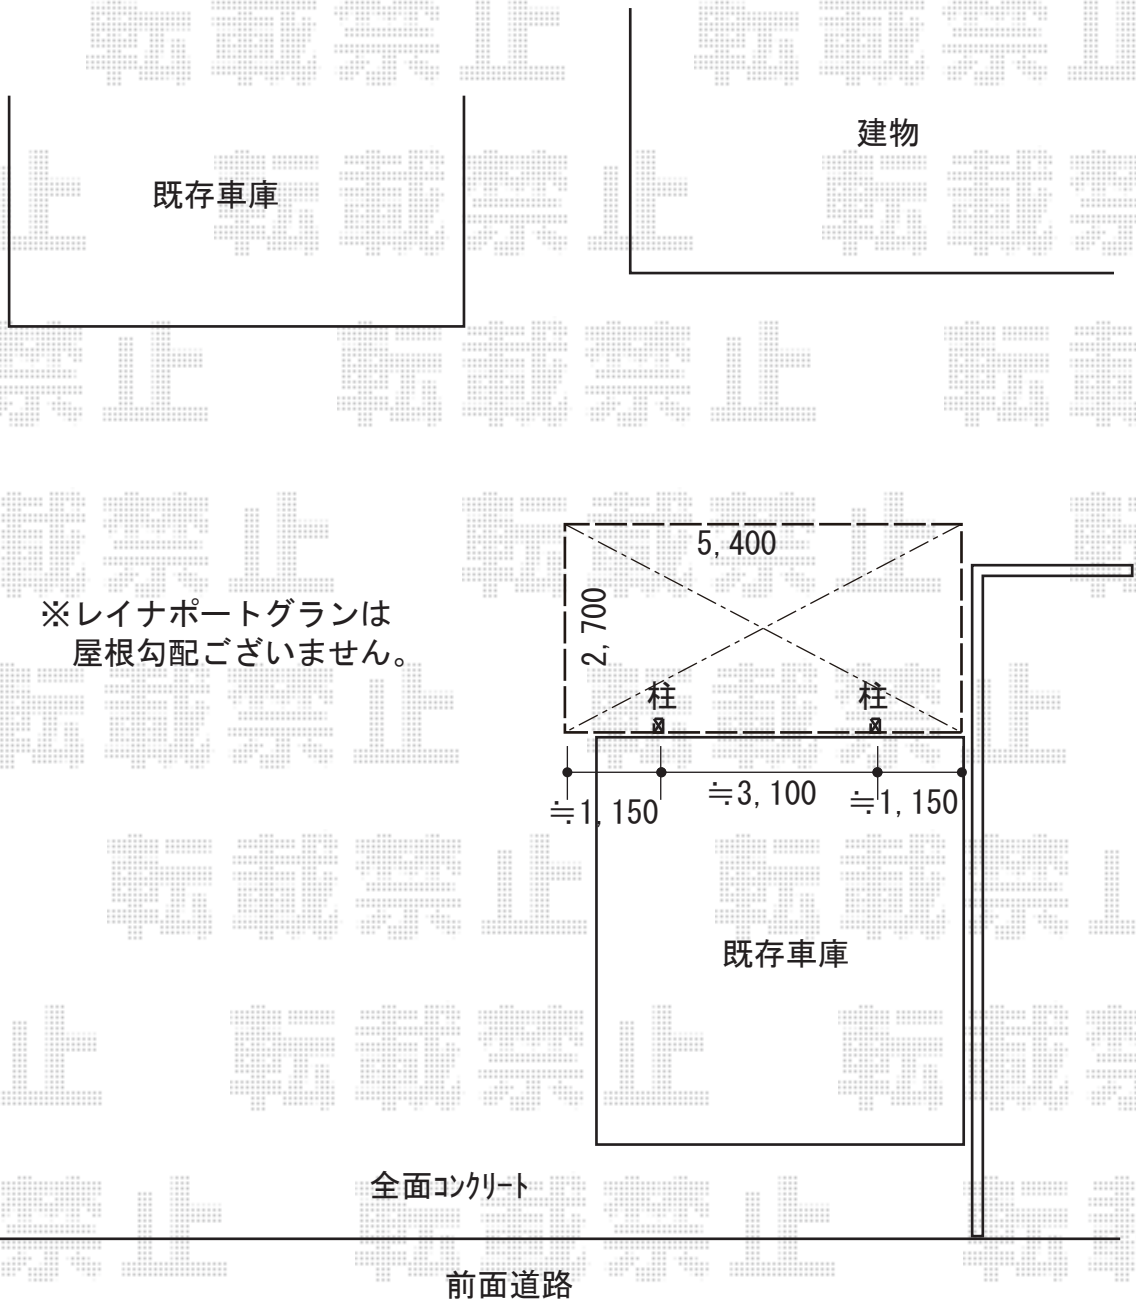 建物
既存車庫
5,400
2,700
※レイナポートグランは
屋根勾配ございません。
柱
柱
≒1,150
≒3,100
≒1,150
既存車庫
全面ｺﾝｸﾘｰﾄ
前面道路
転載禁止